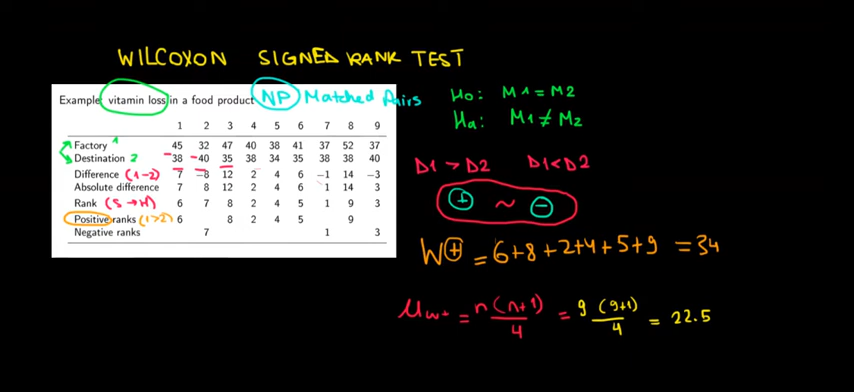 WILCOXON SIGNED RANK TEST
Example: vitamin loss in a food product NP Matched Pairs
1 2 3 4 5 6 7 8 9
Factory 1 45 32 47 40 38 41 37 52 37
Destination 2 38 40 35 38 34 35 38 38 40
Difference (1-2) 7 -8 12 2 4 6 -1 14 -3
Absolute difference 7 8 12 2 4 6 1 14 3
Rank (S → H) 6 7 8 2 4 5 1 9 3
Positive ranks (1>2) 6 8 2 4 5 9
Negative ranks 7 1 3
Ho: M1 = M2
Ha: M1 ≠ M2
D1 > D2 D1 < D2
+ ~ -
W+ = 6+8+2+4+5+9 = 34
μw+ = n(n+1)/4 = 9(9+1)/4 = 22.5